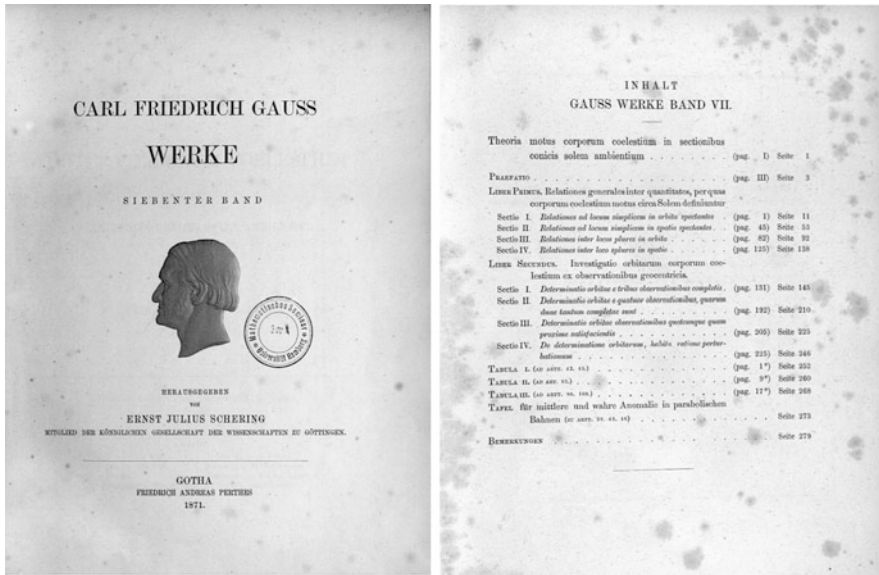 CARL FRIEDRICH GAUSS
WERKE
SIEBENTER BAND
Mathematisches Seminar
Universität Hamburg
HERAUSGEGEBEN
VON
ERNST JULIUS SCHERING
MITGLIED DER KÖNIGLICHEN GESELLSCHAFT DER WISSENSCHAFTEN ZU GÖTTINGEN.
GOTHA
FRIEDRICH ANDREAS PERTHES
1871.
INHALT
GAUSS WERKE BAND VII.
Theoria motus corporum coelestium in sectionibus
conicis solem ambientium . . . . . . . (pag. I) Seite 1
PRAEFATIO . . . . . . . (pag. III) Seite 3
LIBER PRIMUS. Relationes generales inter quantitates, per quas
corporum coelestium motus circa Solem definiuntur
Sectio I. Relationes ad locum simplicem in orbita spectantes . (pag. 1) Seite 11
Sectio II. Relationes ad locum simplicem in spatio spectantes . (pag. 45) Seite 53
Sectio III. Relationes inter locos plures in orbita . . . . . (pag. 82) Seite 92
Sectio IV. Relationes inter locos plures in spatio . . . . . (pag. 125) Seite 138
LIBER SECUNDUS. Investigatio orbitarum corporum coe-
lestium ex observationibus geocentricis.
Sectio I. Determinatio orbitae e tribus observationibus completis . (pag. 131) Seite 145
Sectio II. Determinatio orbitae e quatuor observationibus, quarum
duae tantum completae sunt . . . . . . . (pag. 192) Seite 210
Sectio III. Determinatio orbitae observationibus quotcunque quam
proxime satisfacientis . . . . . . . (pag. 205) Seite 225
Sectio IV. De determinatione orbitarum, habita ratione pertur-
bationum . . . . . . . (pag. 225) Seite 246
TABULA I. . . . . . . . (pag. 1*) Seite 252
TABULA II. . . . . . . . (pag. 9*) Seite 260
TABULA III. . . . . . . . (pag. 17*) Seite 268
TAFEL für mittlere und wahre Anomalie in parabolischen
Bahnen . . . . . . . Seite 273
BEMERKUNGEN . . . . . . . Seite 279